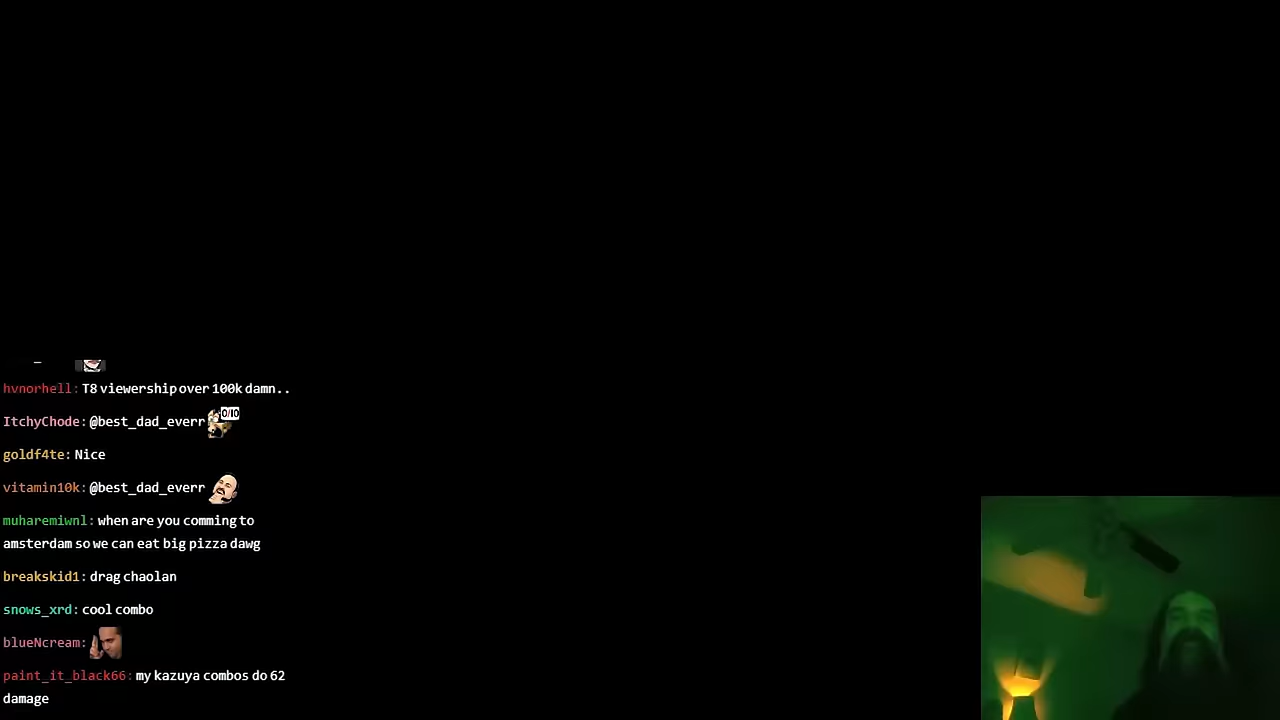 hvnorhell: T8 viewership over 100k damn..
ItchyChode: @best_dad_everr 0/10
goldf4te: Nice
vitamin10k: @best_dad_everr
muharemiwnl: when are you comming to
amsterdam so we can eat big pizza dawg
breakskid1: drag chaolan
snows_xrd: cool combo
blueNcream:
paint_it_black66: my kazuya combos do 62
damage